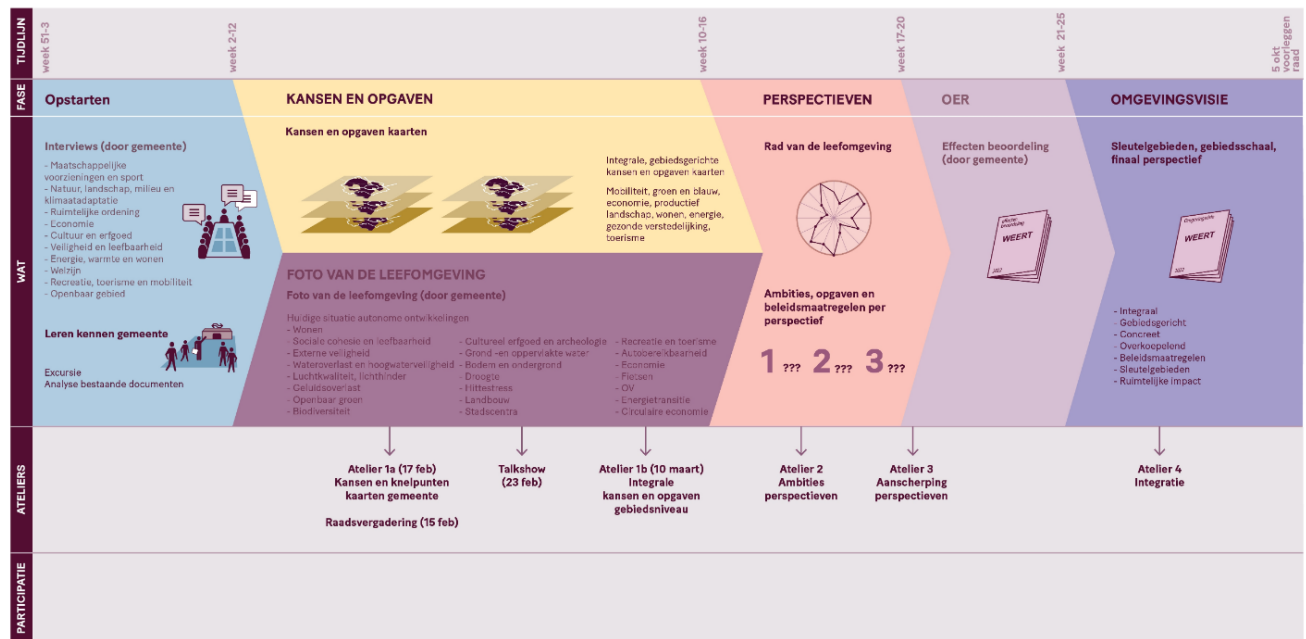 TIJDLIJN
week 51-3
week 2-12
week 10-16
week 17-20
week 21-25
5 okt
voorleggen
raad
FASE
Opstarten
KANSEN EN OPGAVEN
PERSPECTIEVEN
OER
OMGEVINGSVISIE
WAT
Interviews (door gemeente)
- Maatschappelijke
voorzieningen en sport
- Natuur, landschap, milieu en
klimaatadaptatie
- Ruimtelijke ordening
- Economie
- Cultuur en erfgoed
- Veiligheid en leefbaarheid
- Energie, warmte en wonen
- Welzijn
- Recreatie, toerisme en mobiliteit
- Openbaar gebied
Leren kennen gemeente
Excursie
Analyse bestaande documenten
Kansen en opgaven kaarten
Integrale, gebiedsgerichte
kansen en opgaven kaarten
Mobiliteit, groen en blauw,
economie, productief
landschap, wonen, energie,
gezonde verstedelijking,
toerisme
FOTO VAN DE LEEFOMGEVING
Foto van de leefomgeving (door gemeente)
Huidige situatie autonome ontwikkelingen
- Wonen
- Sociale cohesie en leefbaarheid
- Externe veiligheid
- Wateroverlast en hoogwaterveiligheid
- Luchtkwaliteit, lichthinder
- Geluidsoverlast
- Openbaar groen
- Biodiversiteit
- Cultureel erfgoed en archeologie
- Grond -en oppervlakte water
- Bodem en ondergrond
- Droogte
- Hittestress
- Landbouw
- Stadscentra
- Recreatie en toerisme
- Autobereikbaarheid
- Economie
- Fietsen
- OV
- Energietransitie
- Circulaire economie
Rad van de leefomgeving
Ambities, opgaven en
beleidsmaatregelen per
perspectief
1 ??? 2 ??? 3 ???
Effecten beoordeling
(door gemeente)
effecten
beoordeling
WEERT
2022
Sleutelgebieden, gebiedsschaal,
finaal perspectief
Omgevingsvisie
WEERT
2022
- Integraal
- Gebiedsgericht
- Concreet
- Overkoepelend
- Beleidsmaatregelen
- Sleutelgebieden
- Ruimtelijke impact
ATELIERS
Atelier 1a (17 feb)
Kansen en knelpunten
kaarten gemeente
Raadsvergadering (15 feb)
Talkshow
(23 feb)
Atelier 1b (10 maart)
Integrale
kansen en opgaven
gebiedsniveau
Atelier 2
Ambities
perspectieven
Atelier 3
Aanscherping
perspectieven
Atelier 4
Integratie
PARTICIPATIE